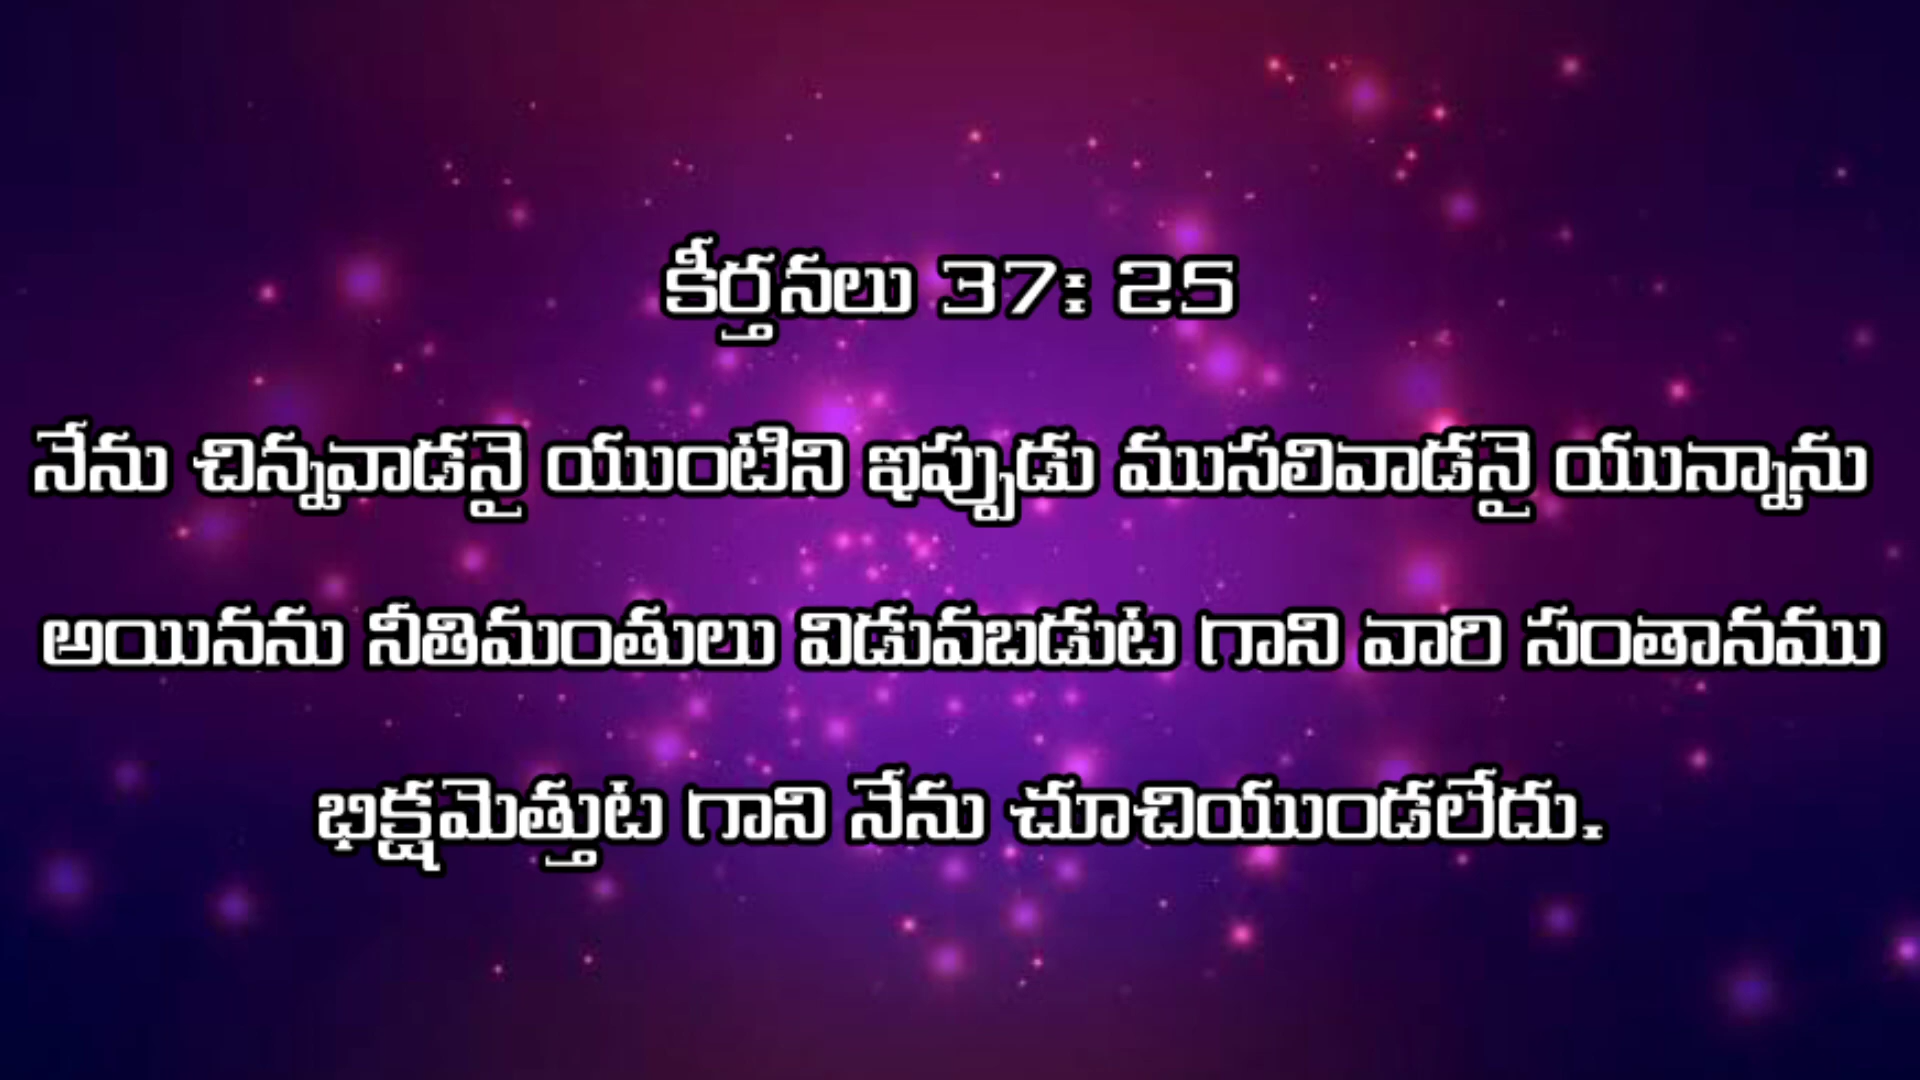 కీర్తనలు 37: 25
నేను చిన్నవాడనై యుంటిని ఇప్పుడు ముసలివాడనై యున్నాను
అయినను నీతిమంతులు విడువబడుట గాని వారి సంతానము
భిక్షమెత్తుట గాని నేను చూచియుండలేదు.